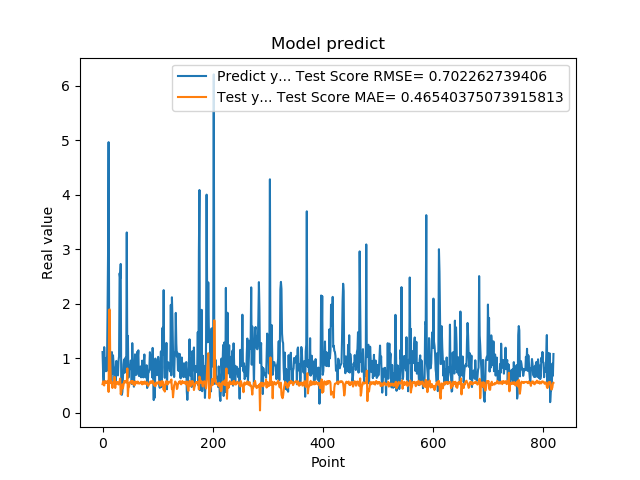 Model predict
Predict y... Test Score RMSE= 0.702262739406
Test y... Test Score MAE= 0.46540375073915813
Real value
6
5
4
3
2
1
0
0 200 400 600 800
Point